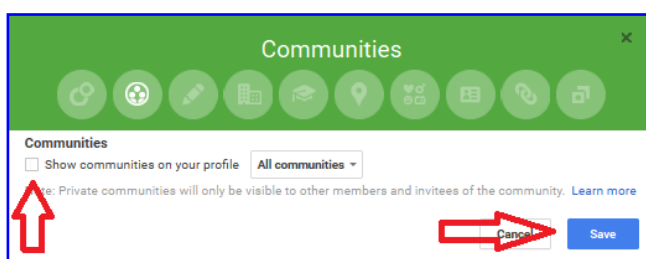 Communities
Communities
Show communities on your profile All communities
Private communities will only be visible to other members and invitees of the community. Learn more
Cancel Save